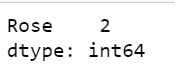 Rose    2
dtype: int64